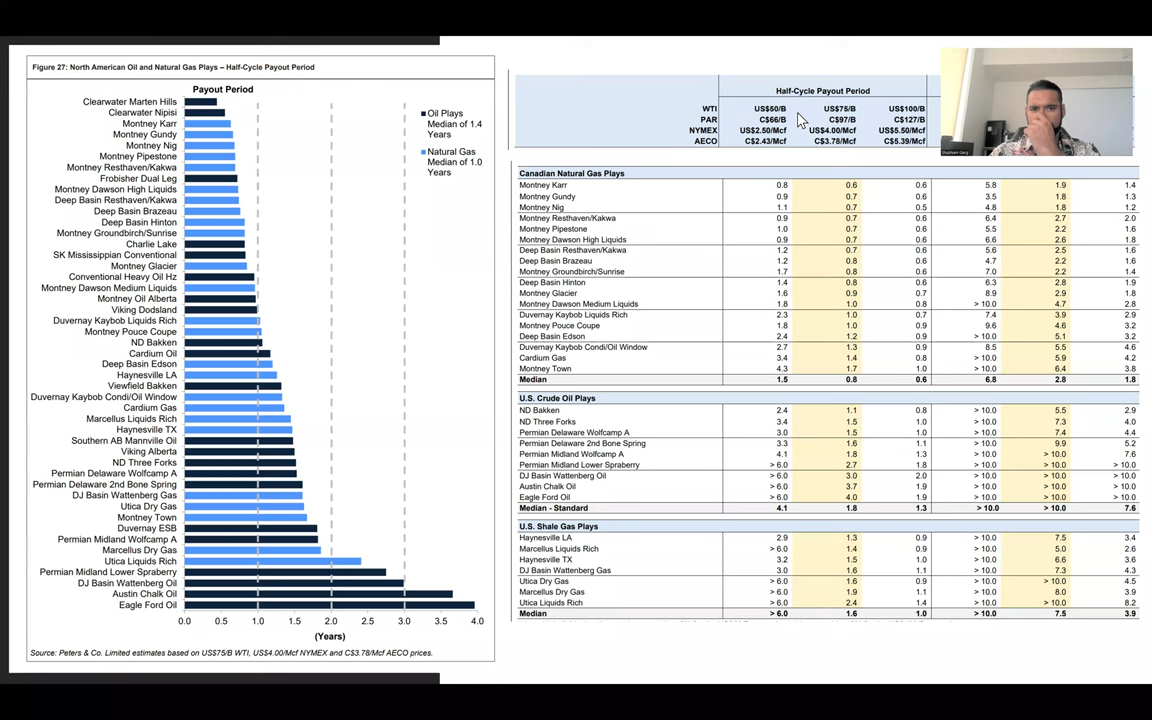 Figure 27: North American Oil and Natural Gas Plays – Half-Cycle Payout Period
Payout Period
Clearwater Marten Hills
Clearwater Nipisi
Montney Karr
Montney Gundy
Montney Nig
Montney Pipestone
Montney Resthaven/Kakwa
Frobisher Dual Leg
Montney Dawson High Liquids
Deep Basin Resthaven/Kakwa
Deep Basin Brazeau
Deep Basin Hinton
Montney Groundbirch/Sunrise
Charlie Lake
SK Mississippian Conventional
Montney Glacier
Conventional Heavy Oil Hz
Montney Dawson Medium Liquids
Montney Oil Alberta
Viking Dodsland
Duvernay Kaybob Liquids Rich
Montney Pouce Coupe
ND Bakken
Cardium Oil
Deep Basin Edson
Haynesville LA
Viewfield Bakken
Duvernay Kaybob Condi/Oil Window
Cardium Gas
Marcellus Liquids Rich
Haynesville TX
Southern AB Mannville Oil
Viking Alberta
ND Three Forks
Permian Delaware Wolfcamp A
Permian Delaware 2nd Bone Spring
DJ Basin Wattenberg Gas
Utica Dry Gas
Montney Town
Duvernay ESB
Permian Midland Wolfcamp A
Marcellus Dry Gas
Utica Liquids Rich
Permian Midland Lower Spraberry
DJ Basin Wattenberg Oil
Austin Chalk Oil
Eagle Ford Oil
0.0 0.5 1.0 1.5 2.0 2.5 3.0 3.5 4.0
(Years)
Oil Plays
Median of 1.4
Years
Natural Gas
Median of 1.0
Years
Source: Peters & Co. Limited estimates based on US$75/B WTI, US$4.00/Mcf NYMEX and C$3.78/Mcf AECO prices.
Half-Cycle Payout Period
WTI US$50/B US$75/B US$100/B
PAR C$66/B C$97/B C$127/B
NYMEX US$2.50/Mcf US$4.00/Mcf US$5.50/Mcf
AECO C$2.43/Mcf C$3.78/Mcf C$5.39/Mcf
Shubham Garg
Canadian Natural Gas Plays
Montney Karr 0.8 0.6 0.6 5.8 1.9 1.4
Montney Gundy 0.9 0.7 0.6 3.5 1.8 1.3
Montney Nig 1.1 0.7 0.5 4.8 1.8 1.2
Montney Resthaven/Kakwa 0.9 0.7 0.6 6.4 2.7 2.0
Montney Pipestone 1.0 0.7 0.6 5.5 2.2 1.6
Montney Dawson High Liquids 0.9 0.7 0.6 6.6 2.6 1.8
Deep Basin Resthaven/Kakwa 1.2 0.7 0.6 5.6 2.5 1.6
Deep Basin Brazeau 1.2 0.8 0.6 4.7 2.2 1.6
Montney Groundbirch/Sunrise 1.7 0.8 0.6 7.0 2.2 1.4
Deep Basin Hinton 1.4 0.8 0.6 6.3 2.8 1.9
Montney Glacier 1.6 0.9 0.7 8.9 2.9 1.8
Montney Dawson Medium Liquids 1.8 1.0 0.8 > 10.0 4.7 2.8
Duvernay Kaybob Liquids Rich 2.3 1.0 0.7 7.4 3.9 2.9
Montney Pouce Coupe 1.8 1.0 0.9 9.6 4.6 3.2
Deep Basin Edson 2.4 1.2 0.9 > 10.0 5.1 3.2
Duvernay Kaybob Condi/Oil Window 2.7 1.3 0.9 8.5 5.5 4.6
Cardium Gas 3.4 1.4 0.8 > 10.0 5.9 4.2
Montney Town 4.3 1.7 1.0 > 10.0 6.4 3.8
Median 1.5 0.8 0.6 6.8 2.8 1.8
U.S. Crude Oil Plays
ND Bakken 2.4 1.1 0.8 > 10.0 5.5 2.9
ND Three Forks 3.4 1.5 1.0 > 10.0 7.3 4.0
Permian Delaware Wolfcamp A 3.0 1.5 1.0 > 10.0 7.4 4.4
Permian Delaware 2nd Bone Spring 3.3 1.6 1.1 > 10.0 9.9 5.2
Permian Midland Wolfcamp A 4.1 1.8 1.3 > 10.0 > 10.0 7.6
Permian Midland Lower Spraberry > 6.0 2.7 1.8 > 10.0 > 10.0 > 10.0
DJ Basin Wattenberg Oil > 6.0 3.0 2.0 > 10.0 > 10.0 > 10.0
Austin Chalk Oil > 6.0 3.7 1.9 > 10.0 > 10.0 > 10.0
Eagle Ford Oil > 6.0 4.0 1.9 > 10.0 > 10.0 > 10.0
Median - Standard 4.1 1.8 1.3 > 10.0 > 10.0 7.6
U.S. Shale Gas Plays
Haynesville LA 2.9 1.3 0.9 > 10.0 7.5 3.4
Marcellus Liquids Rich > 6.0 1.4 0.9 > 10.0 5.0 2.6
Haynesville TX 3.2 1.5 1.0 > 10.0 6.6 3.6
DJ Basin Wattenberg Gas 3.0 1.6 1.1 > 10.0 7.3 4.3
Utica Dry Gas > 6.0 1.6 0.9 > 10.0 > 10.0 4.5
Marcellus Dry Gas > 6.0 1.9 1.1 > 10.0 8.0 3.9
Utica Liquids Rich > 6.0 2.4 1.4 > 10.0 > 10.0 8.2
Median > 6.0 1.6 1.0 > 10.0 7.5 3.9